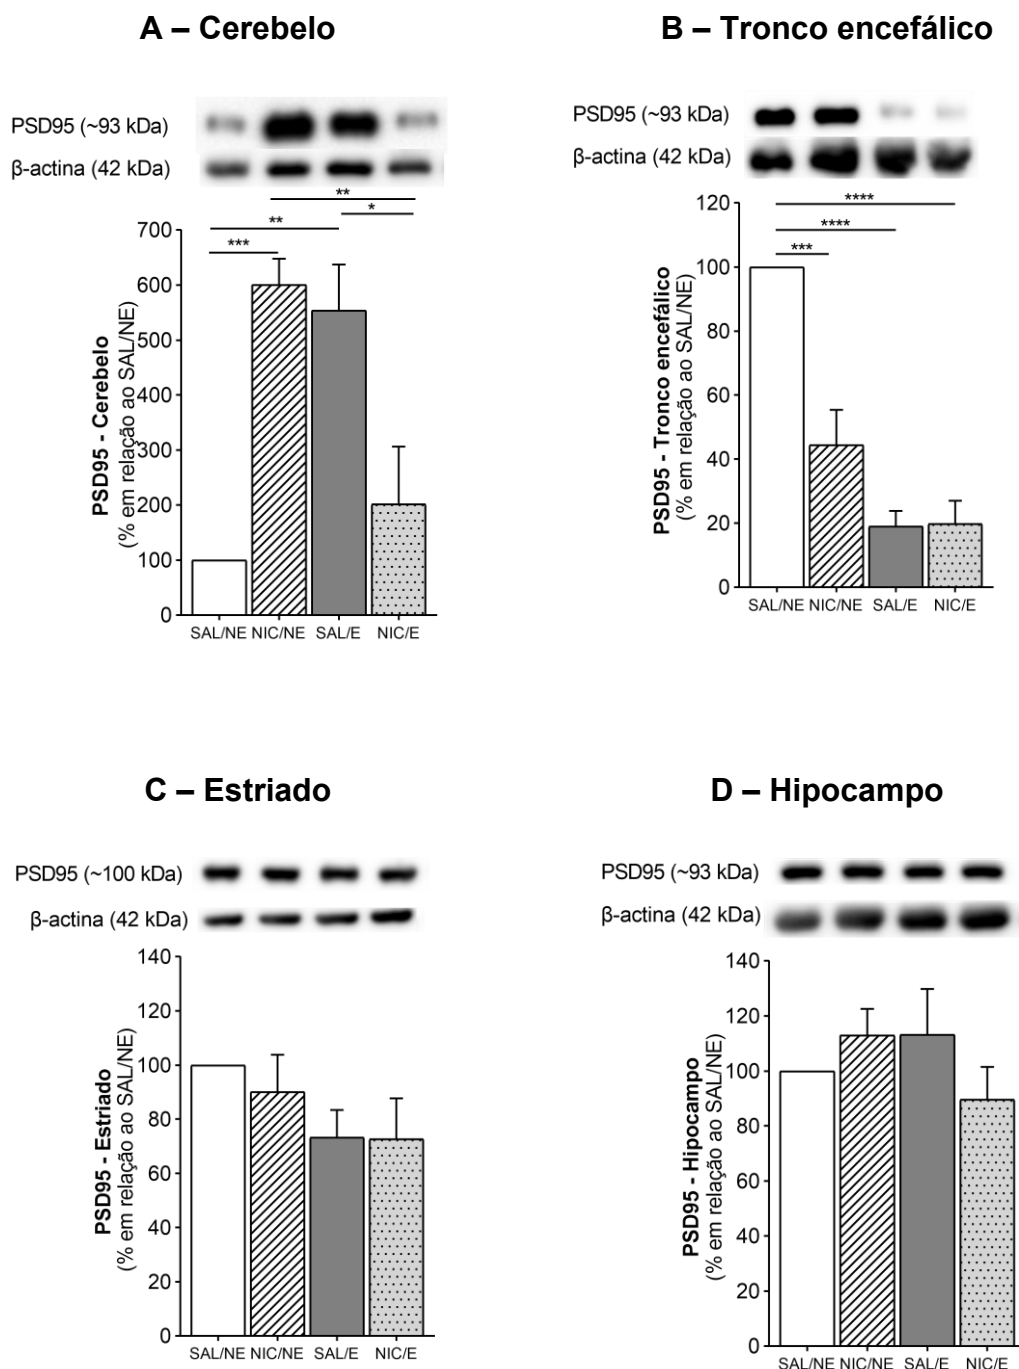 A – Cerebelo
PSD95 (~93 kDa)
β-actina (42 kDa)
**
*
**
***
700
600
500
400
300
200
100
0
PSD95 - Cerebelo
(% em relação ao SAL/NE)
SAL/NE NIC/NE SAL/E NIC/E
B – Tronco encefálico
PSD95 (~93 kDa)
β-actina (42 kDa)
****
****
***
120
100
80
60
40
20
0
PSD95 - Tronco encefálico
(% em relação ao SAL/NE)
SAL/NE NIC/NE SAL/E NIC/E
C – Estriado
PSD95 (~100 kDa)
β-actina (42 kDa)
140
120
100
80
60
40
20
0
PSD95 - Estriado
(% em relação ao SAL/NE)
SAL/NE NIC/NE SAL/E NIC/E
D – Hipocampo
PSD95 (~93 kDa)
β-actina (42 kDa)
140
120
100
80
60
40
20
0
PSD95 - Hipocampo
(% em relação ao SAL/NE)
SAL/NE NIC/NE SAL/E NIC/E